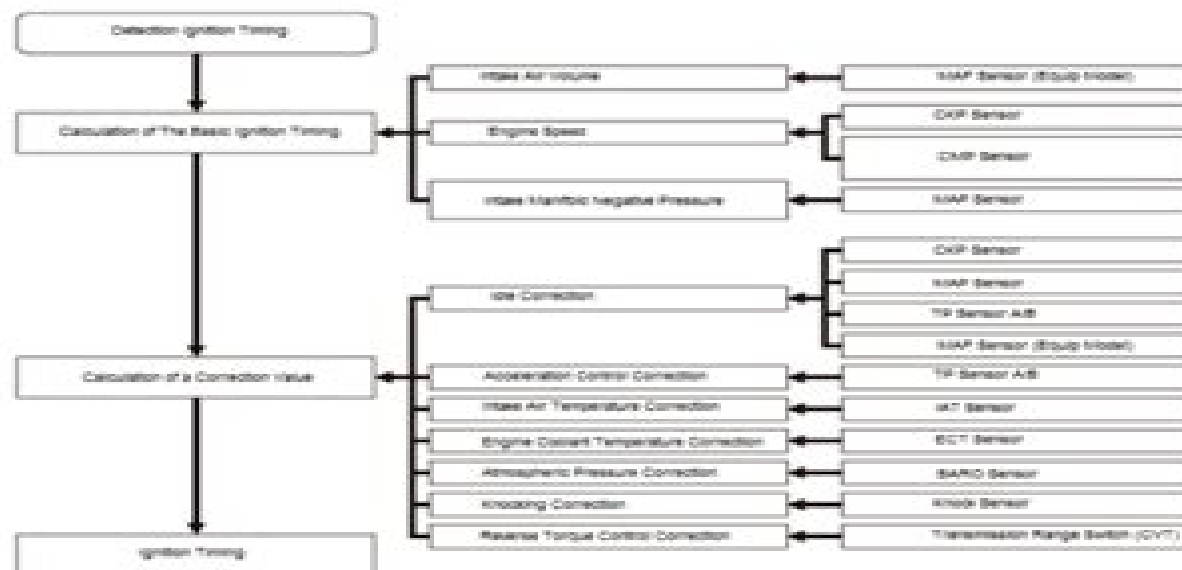 Detection Ignition Timing
Intake Air Volume
MAF Sensor (Equip Model)
Calculation of The Basic Ignition Timing
Engine Speed
CKP Sensor
CMP Sensor
Intake Manifold Negative Pressure
MAP Sensor
Idle Correction
CKP Sensor
MAP Sensor
TP Sensor A/B
MAF Sensor (Equip Model)
Calculation of a Correction Value
Acceleration Control Correction
TP Sensor A/B
Intake Air Temperature Correction
IAT Sensor
Engine Coolant Temperature Correction
ECT Sensor
Atmospheric Pressure Correction
BARO Sensor
Knocking Correction
Knock Sensor
Reverse Torque Control Correction
Transmission Range Switch (CVT)
Ignition Timing